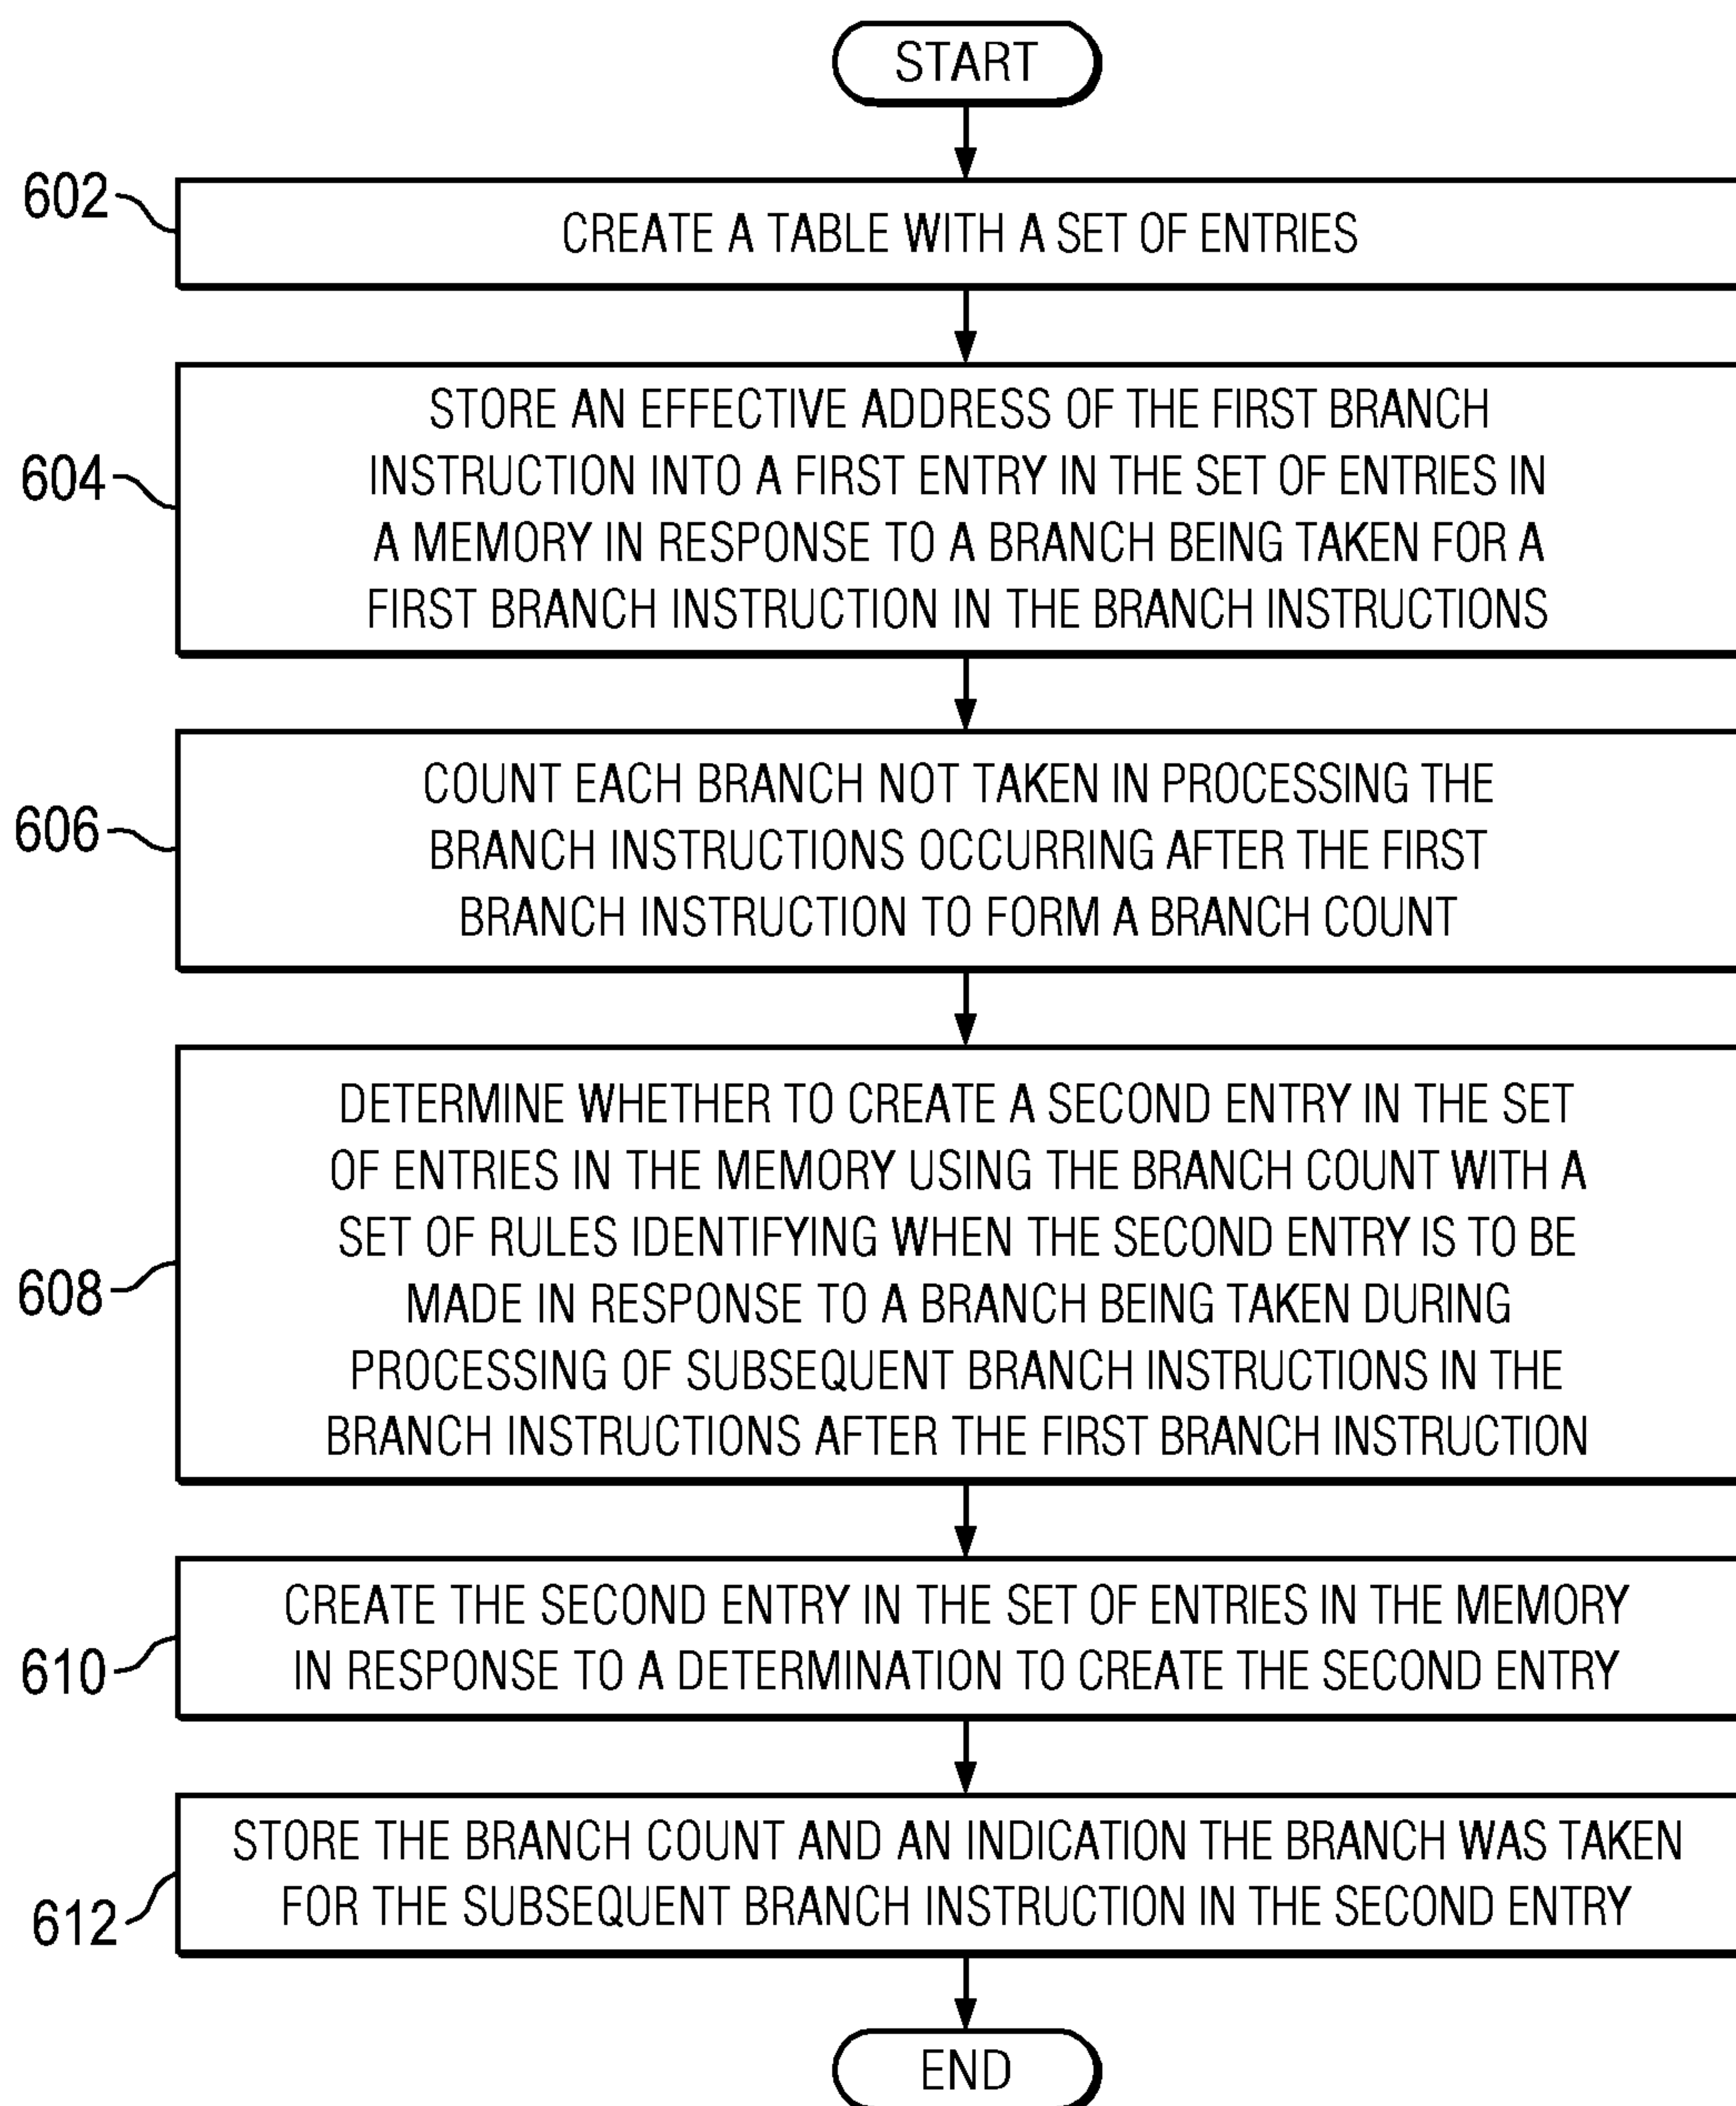 START
602
CREATE A TABLE WITH A SET OF ENTRIES
604
STORE AN EFFECTIVE ADDRESS OF THE FIRST BRANCH
INSTRUCTION INTO A FIRST ENTRY IN THE SET OF ENTRIES IN
A MEMORY IN RESPONSE TO A BRANCH BEING TAKEN FOR A
FIRST BRANCH INSTRUCTION IN THE BRANCH INSTRUCTIONS
606
COUNT EACH BRANCH NOT TAKEN IN PROCESSING THE
BRANCH INSTRUCTIONS OCCURRING AFTER THE FIRST
BRANCH INSTRUCTION TO FORM A BRANCH COUNT
608
DETERMINE WHETHER TO CREATE A SECOND ENTRY IN THE SET
OF ENTRIES IN THE MEMORY USING THE BRANCH COUNT WITH A
SET OF RULES IDENTIFYING WHEN THE SECOND ENTRY IS TO BE
MADE IN RESPONSE TO A BRANCH BEING TAKEN DURING
PROCESSING OF SUBSEQUENT BRANCH INSTRUCTIONS IN THE
BRANCH INSTRUCTIONS AFTER THE FIRST BRANCH INSTRUCTION
610
CREATE THE SECOND ENTRY IN THE SET OF ENTRIES IN THE MEMORY
IN RESPONSE TO A DETERMINATION TO CREATE THE SECOND ENTRY
612
STORE THE BRANCH COUNT AND AN INDICATION THE BRANCH WAS TAKEN
FOR THE SUBSEQUENT BRANCH INSTRUCTION IN THE SECOND ENTRY
END